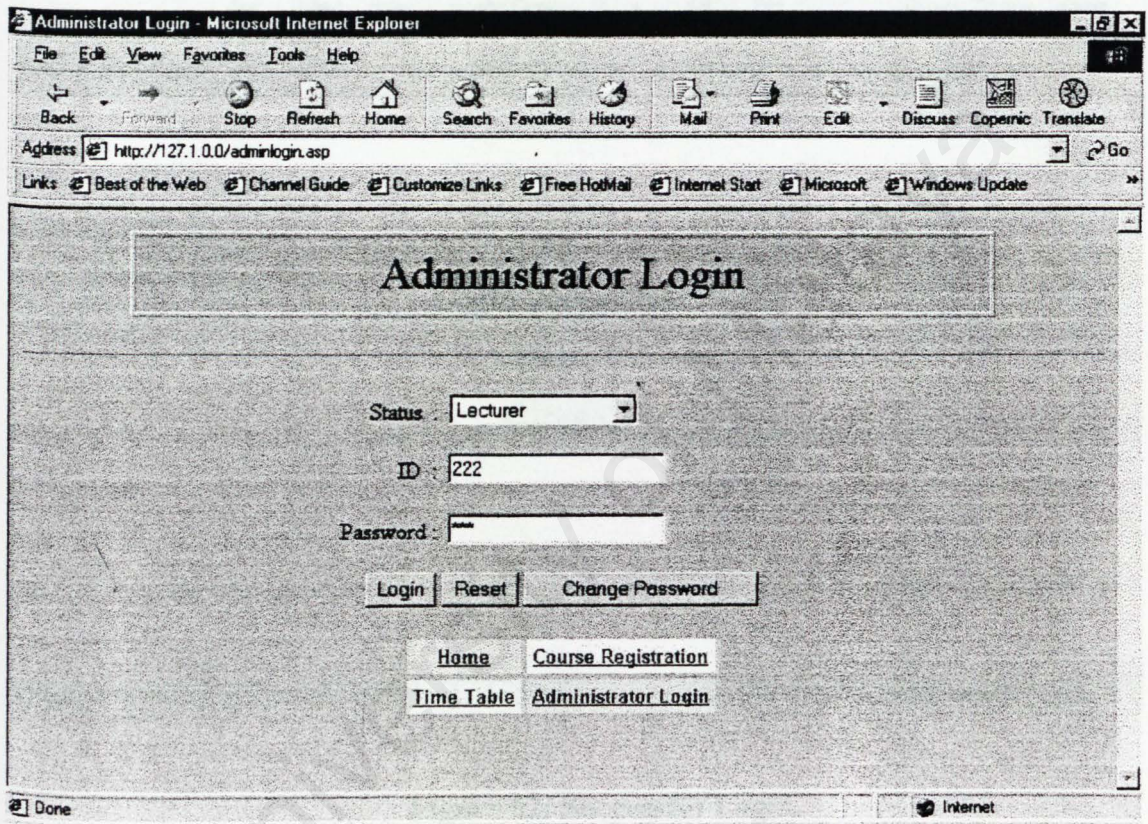 Administrator Login - Microsoft Internet Explorer
File Edit View Favorites Tools Help
Back Forward Stop Refresh Home Search Favorites History Mail Print Edit Discuss Copernic Translate
Address http://127.1.0.0/adminlogin.asp Go
Links Best of the Web Channel Guide Customize Links Free HotMail Internet Start Microsoft Windows Update »
Administrator Login
Status : Lecturer
ID : 222
Password : ***
Login Reset Change Password
Home Course Registration
Time Table Administrator Login
Done Internet